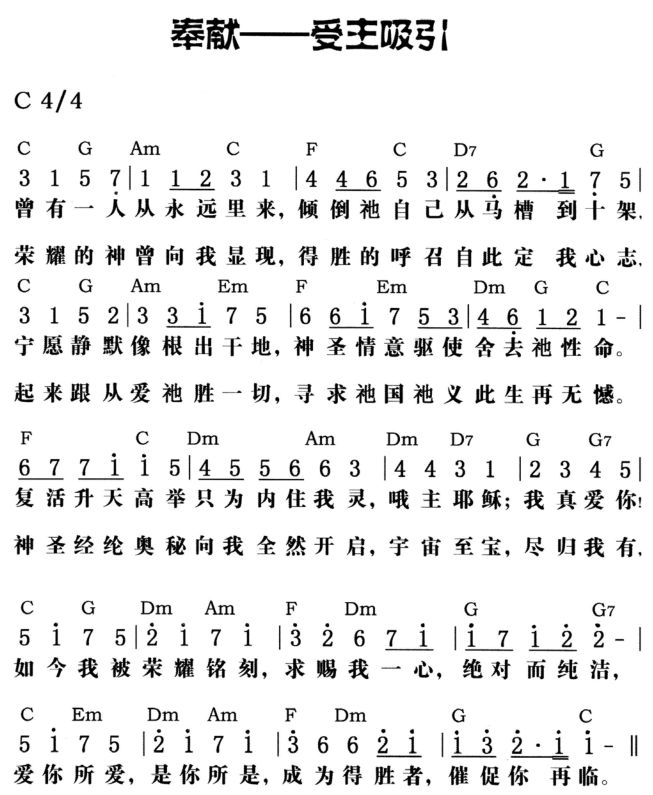 奉献——受主吸引
C 4/4
C G Am C F C D7 G
3 1 5 7̣ | 1 1 2 3 1 | 4 4 6 5 3 | 2 6̣ 2 · 1 7̣ 5 |
曾有一人从永远里来,倾倒祂自己从马槽 到十架,
荣耀的神曾向我显现,得胜的呼召自此定 我心志,
C G Am Em F Em Dm G C
3 1 5 2 | 3 3 i 7 5 | 6 6 i 7 5 3 | 4 6̣ 1 2 1 – |
宁愿静默像根出干地,神圣情意驱使舍去祂性命。
起来跟从爱祂胜一切,寻求祂国祂义此生再无憾。
F C Dm Am Dm D7 G G7
6 7 7 i i 5 | 4 5 5 6 6 3 | 4 4 3 1 | 2 3 4 5 |
复活升天高举只为内住我灵,哦主耶稣;我真爱你!
神圣经纶奥秘向我全然开启,宇宙至宝,尽归我有,
C G Dm Am F Dm G G7
5 i 7 5 | 2̇ i 7 i | 3̇ 2̇ 6 7 i | i 7 i 2̇ 2̇ – |
如今我被荣耀铭刻,求赐我一心,绝对而纯洁,
C Em Dm Am F Dm G C
5 i 7 5 | 2̇ i 7 i | 3̇ 6 6 2̇ i | i 3̇ 2̇ · i i – ‖
爱你所爱,是你所是,成为得胜者,催促你 再临。